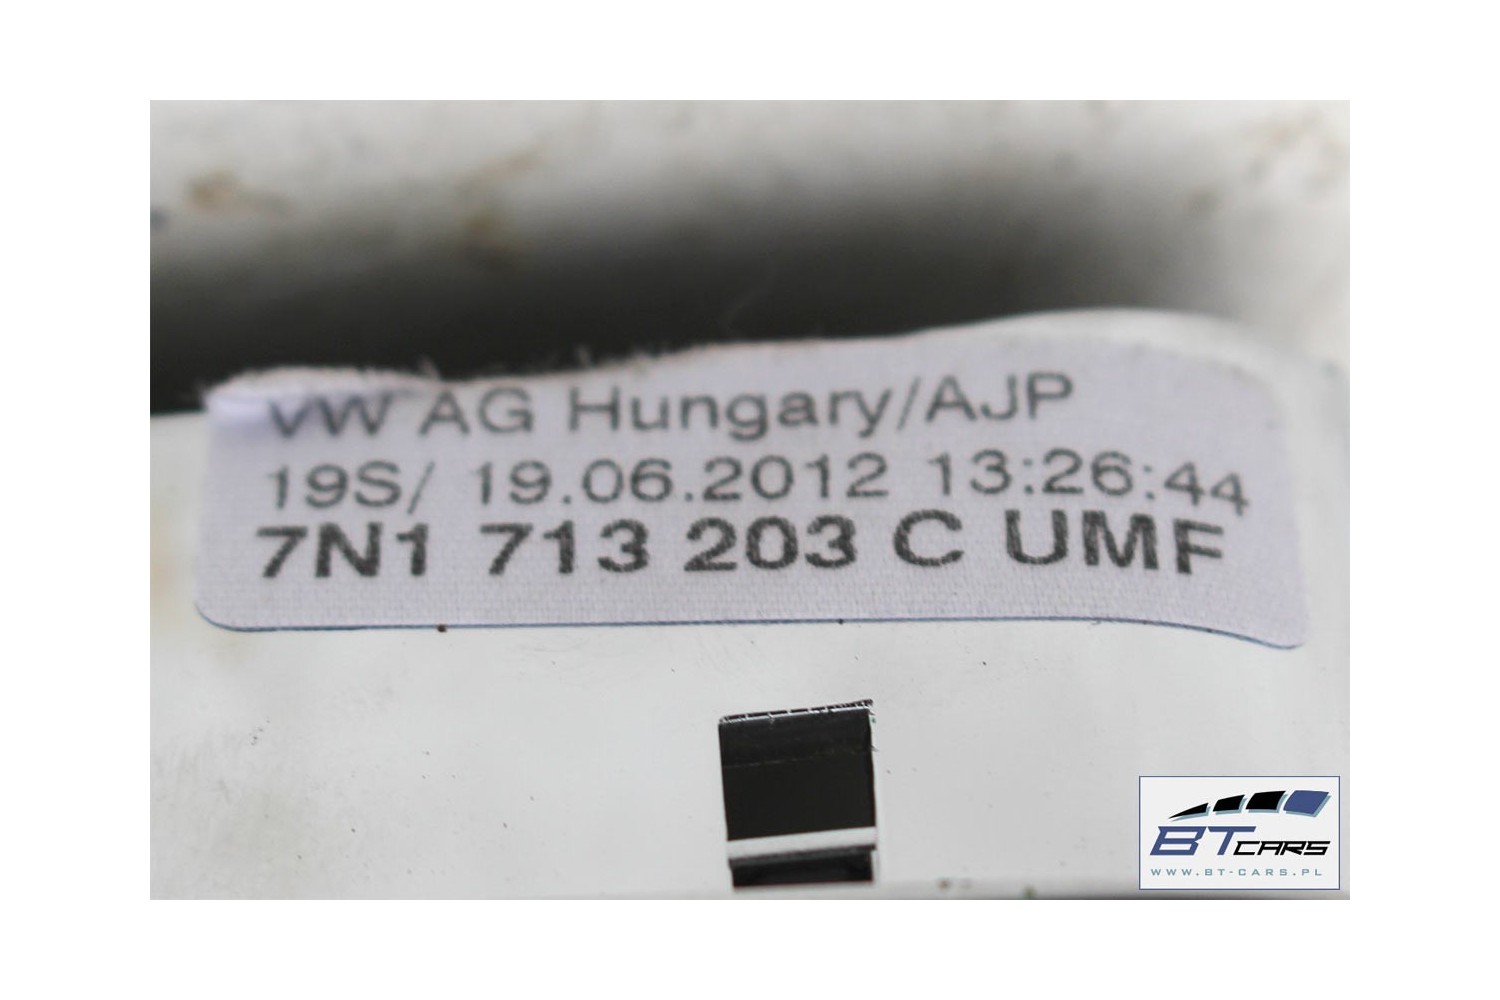 VW AG Hungary/AJP
19S/ 19.06.2012 13:26:44
7N1 713 203 C UMF
BT CARS
WWW.BT-CARS.PL